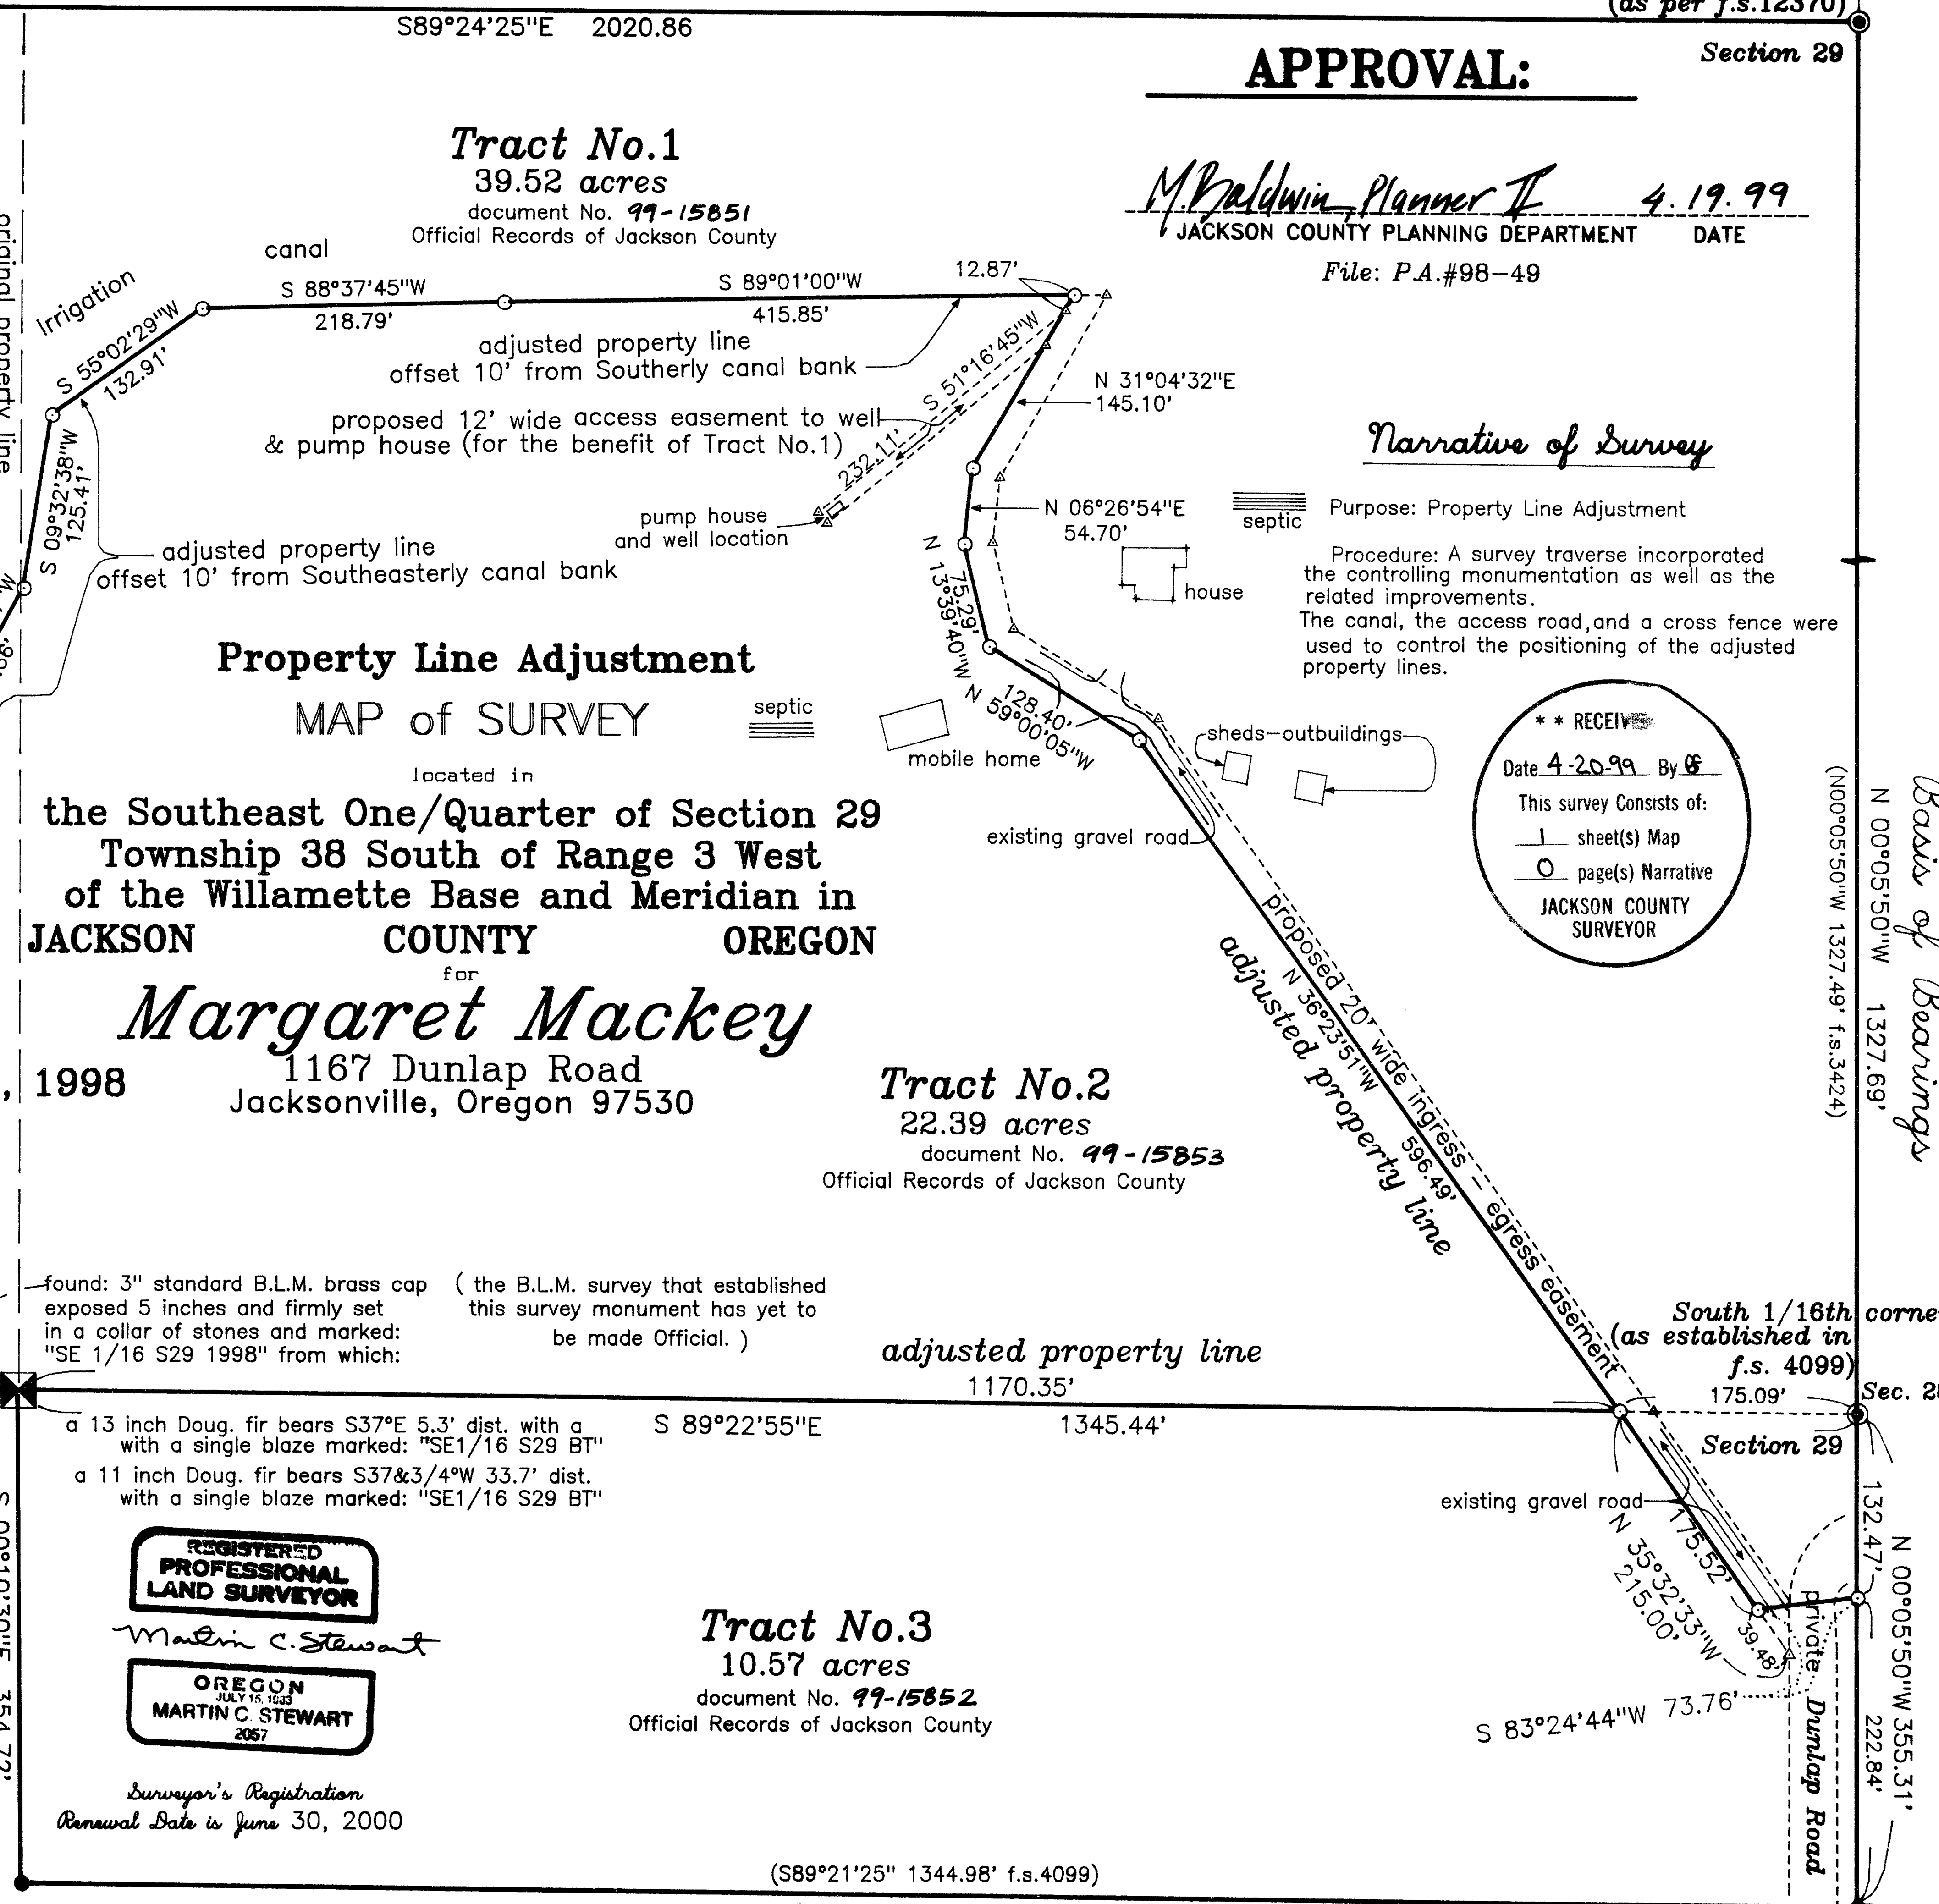 (as per f.s.12370)
S89°24'25"E 2020.86
Section 29
APPROVAL:
Tract No.1
39.52 acres
document No. 99-15851
Official Records of Jackson County
M. Baldwin, Planner II 4.19.99
JACKSON COUNTY PLANNING DEPARTMENT DATE
File: P.A.#98-49
original property line
Irrigation
canal
S 55°02'29"W
132.91'
S 88°37'45"W
218.79'
S 89°01'00"W
415.85'
12.87'
adjusted property line
offset 10' from Southerly canal bank
S 51°16'45"W
232.11'
proposed 12' wide access easement to well
& pump house (for the benefit of Tract No.1)
N 31°04'32"E
145.10'
S 09°32'38"W
125.41'
pump house
and well location
N 06°26'54"E
54.70'
adjusted property line
offset 10' from Southeasterly canal bank
N 13°39'40"W
75.29'
septic
house
Narrative of Survey
Purpose: Property Line Adjustment
Procedure: A survey traverse incorporated
the controlling monumentation as well as the
related improvements.
The canal, the access road,and a cross fence were
used to control the positioning of the adjusted
property lines.
Property Line Adjustment
MAP of SURVEY
septic
located in
the Southeast One/Quarter of Section 29
Township 38 South of Range 3 West
of the Willamette Base and Meridian in
JACKSON COUNTY OREGON
for
Margaret Mackey
1167 Dunlap Road
Jacksonville, Oregon 97530
, 1998
mobile home
128.40'
N 59°00'05"W
sheds-outbuildings
existing gravel road
* * RECEIVE
Date 4-20-99 By
This survey Consists of:
1 sheet(s) Map
0 page(s) Narrative
JACKSON COUNTY
SURVEYOR
(N00°05'50"W 1327.49' f.s.3424)
N 00°05'50"W 1327.69'
Basis of Bearings
proposed 20' wide ingress - egress easement
N 36°23'51"W 596.49'
adjusted property line
Tract No.2
22.39 acres
document No. 99-15853
Official Records of Jackson County
found: 3" standard B.L.M. brass cap
exposed 5 inches and firmly set
in a collar of stones and marked:
"SE 1/16 S29 1998" from which:
( the B.L.M. survey that established
this survey monument has yet to
be made Official. )
South 1/16th corne
(as established in
f.s. 4099)
adjusted property line
1170.35'
175.09'
Sec. 28
S 89°22'55"E 1345.44'
Section 29
a 13 inch Doug. fir bears S37°E 5.3' dist. with a
with a single blaze marked: "SE1/16 S29 BT"
a 11 inch Doug. fir bears S37&3/4°W 33.7' dist.
with a single blaze marked: "SE1/16 S29 BT"
existing gravel road
175.52'
N 35°32'33"W
215.00'
39.48'
132.47'
N 00°05'50"W 355.31'
222.84'
S 83°24'44"W 73.76'
private Dunlap Road
S 00°10'30"E 354.72'
REGISTERED
PROFESSIONAL
LAND SURVEYOR
Martin C. Stewart
OREGON
JULY 15, 1983
MARTIN C. STEWART
2057
Surveyor's Registration
Renewal Date is June 30, 2000
Tract No.3
10.57 acres
document No. 99-15852
Official Records of Jackson County
(S89°21'25" 1344.98' f.s.4099)